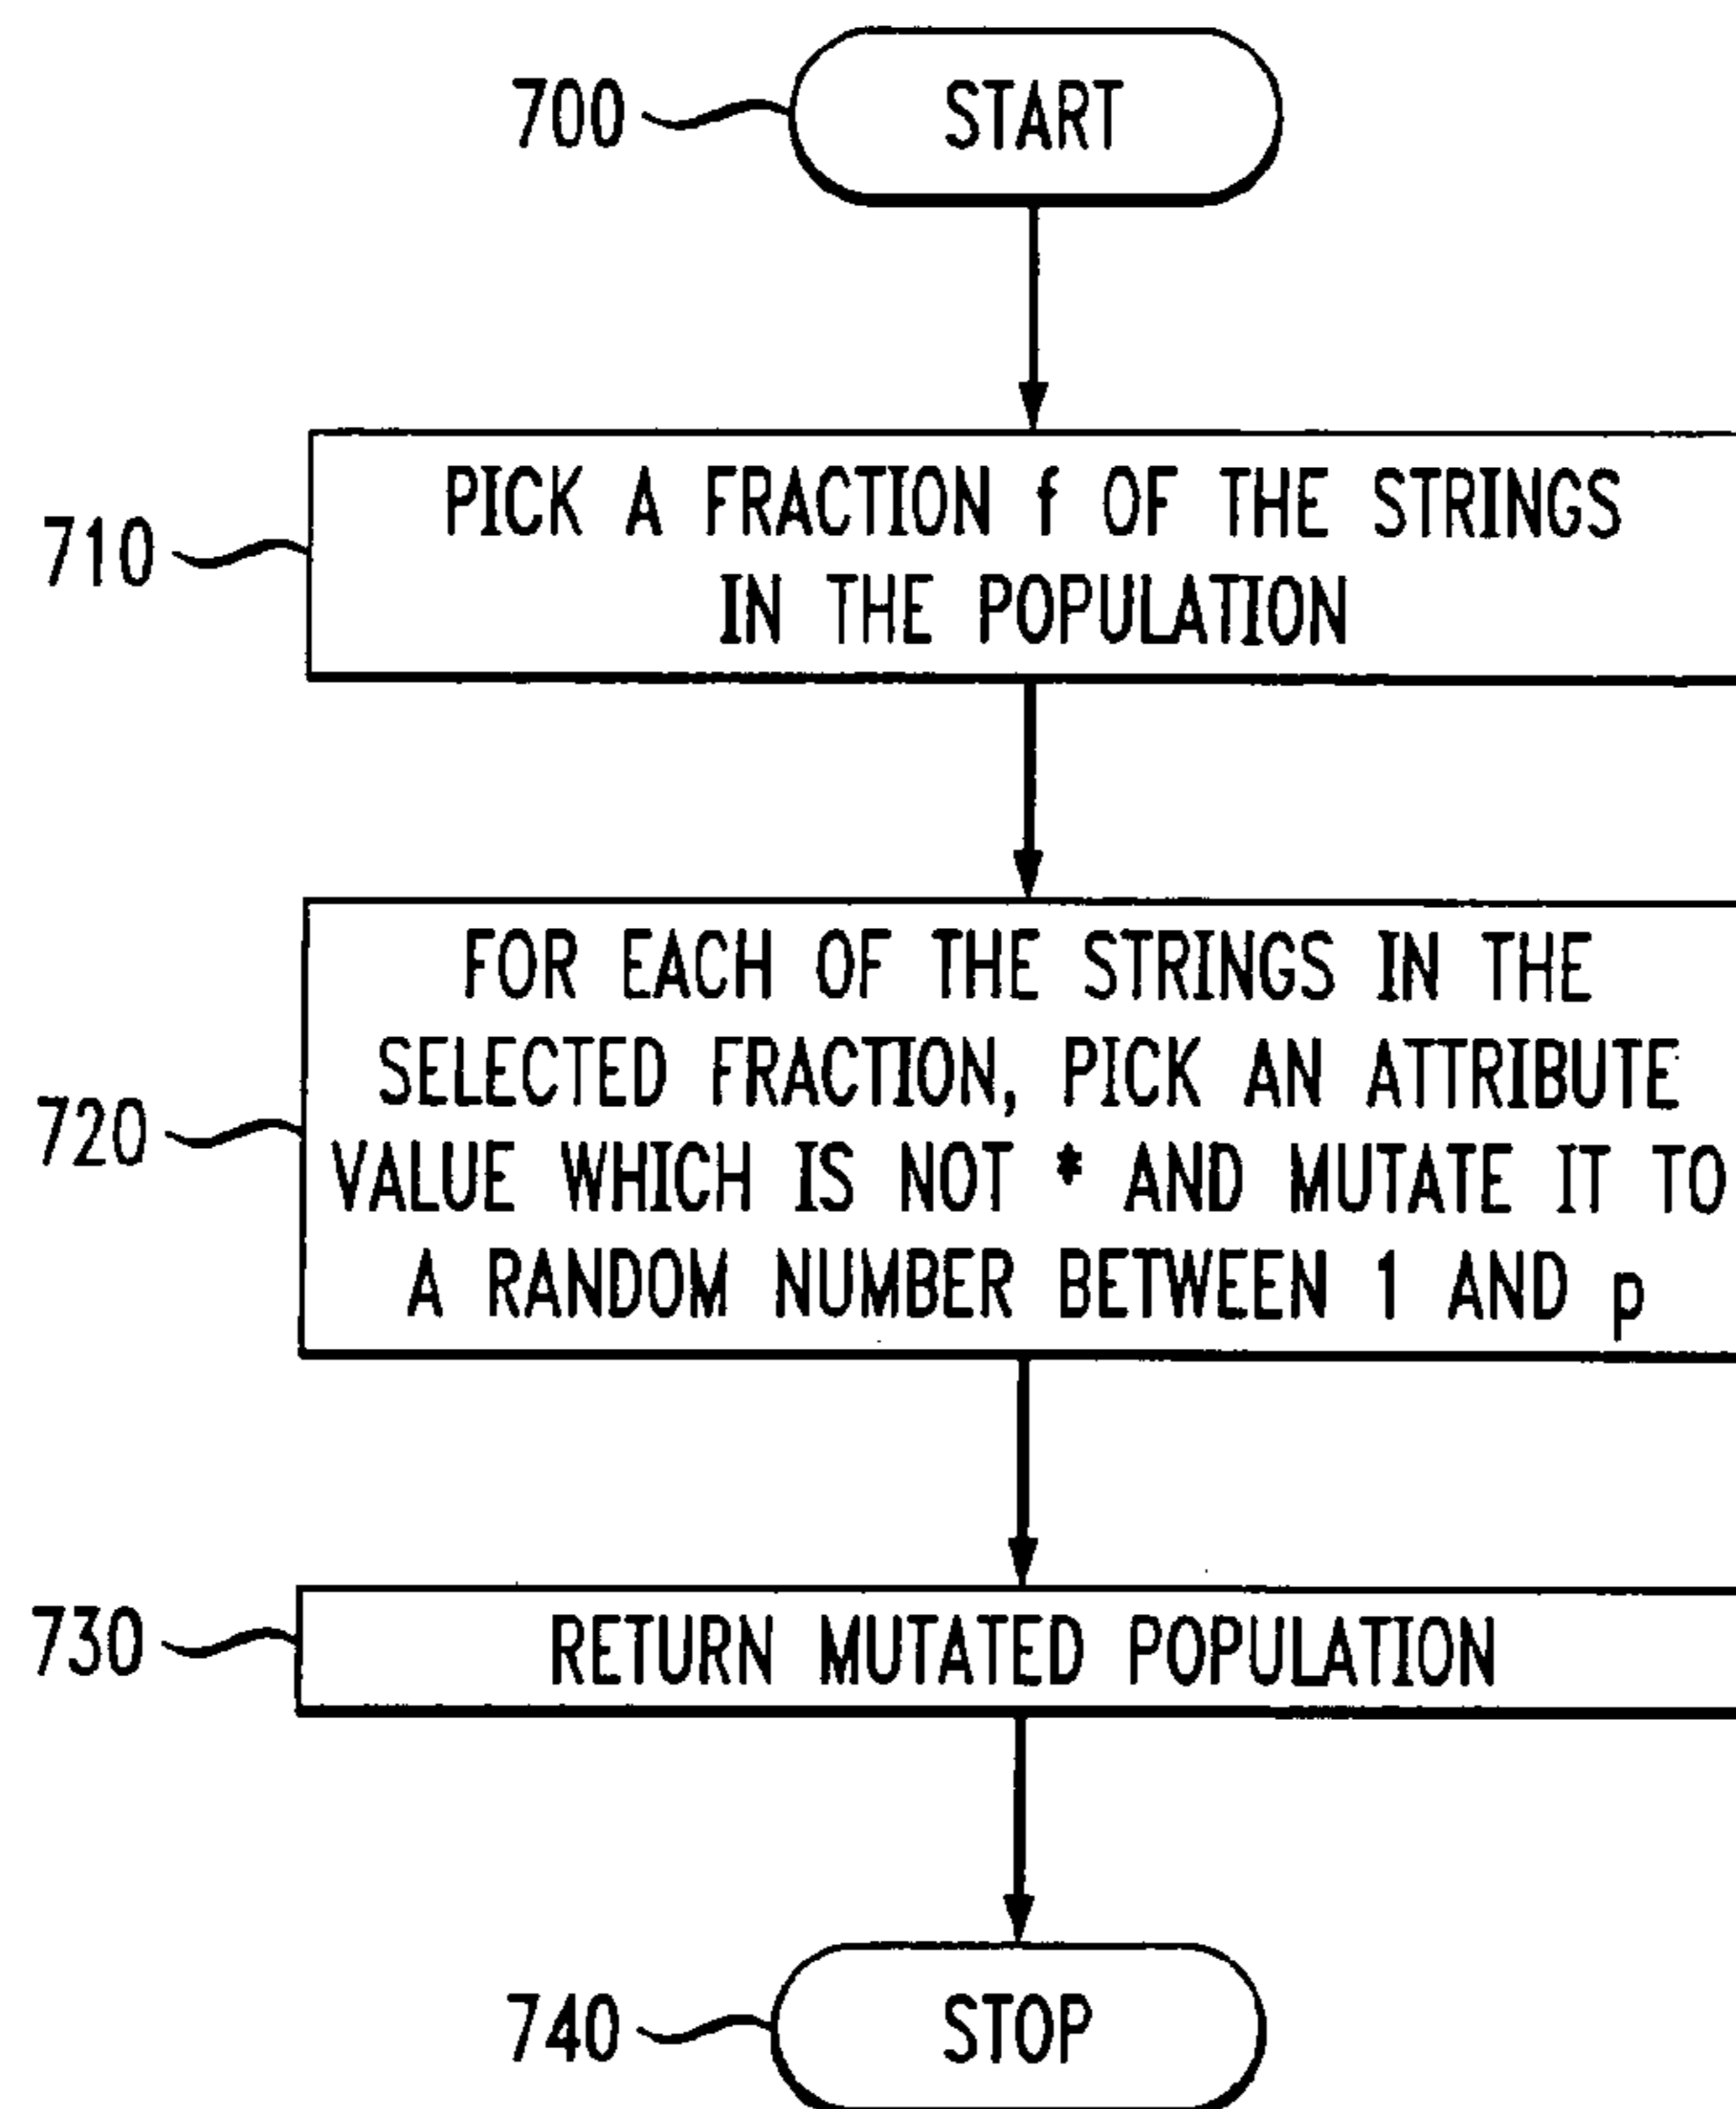 700 START
710 PICK A FRACTION f OF THE STRINGS
IN THE POPULATION
FOR EACH OF THE STRINGS IN THE
SELECTED FRACTION, PICK AN ATTRIBUTE
720 VALUE WHICH IS NOT * AND MUTATE IT TO
A RANDOM NUMBER BETWEEN 1 AND p
730 RETURN MUTATED POPULATION
740 STOP